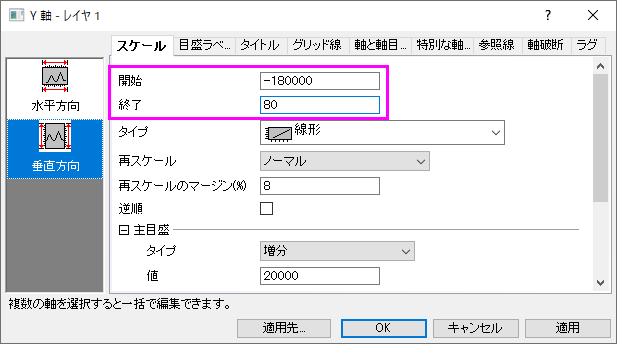 Y 軸 - レイヤ 1
スケール 目盛ラベ... タイトル グリッド線 軸と軸目... 特別な軸... 参照線 軸破断 ラグ
水平方向
垂直方向
開始 -180000
終了 80
タイプ 線形
再スケール ノーマル
再スケールのマージン(%) 8
逆順
主目盛
タイプ 増分
値 20000
複数の軸を選択すると一括で編集できます。
適用先... OK キャンセル 適用